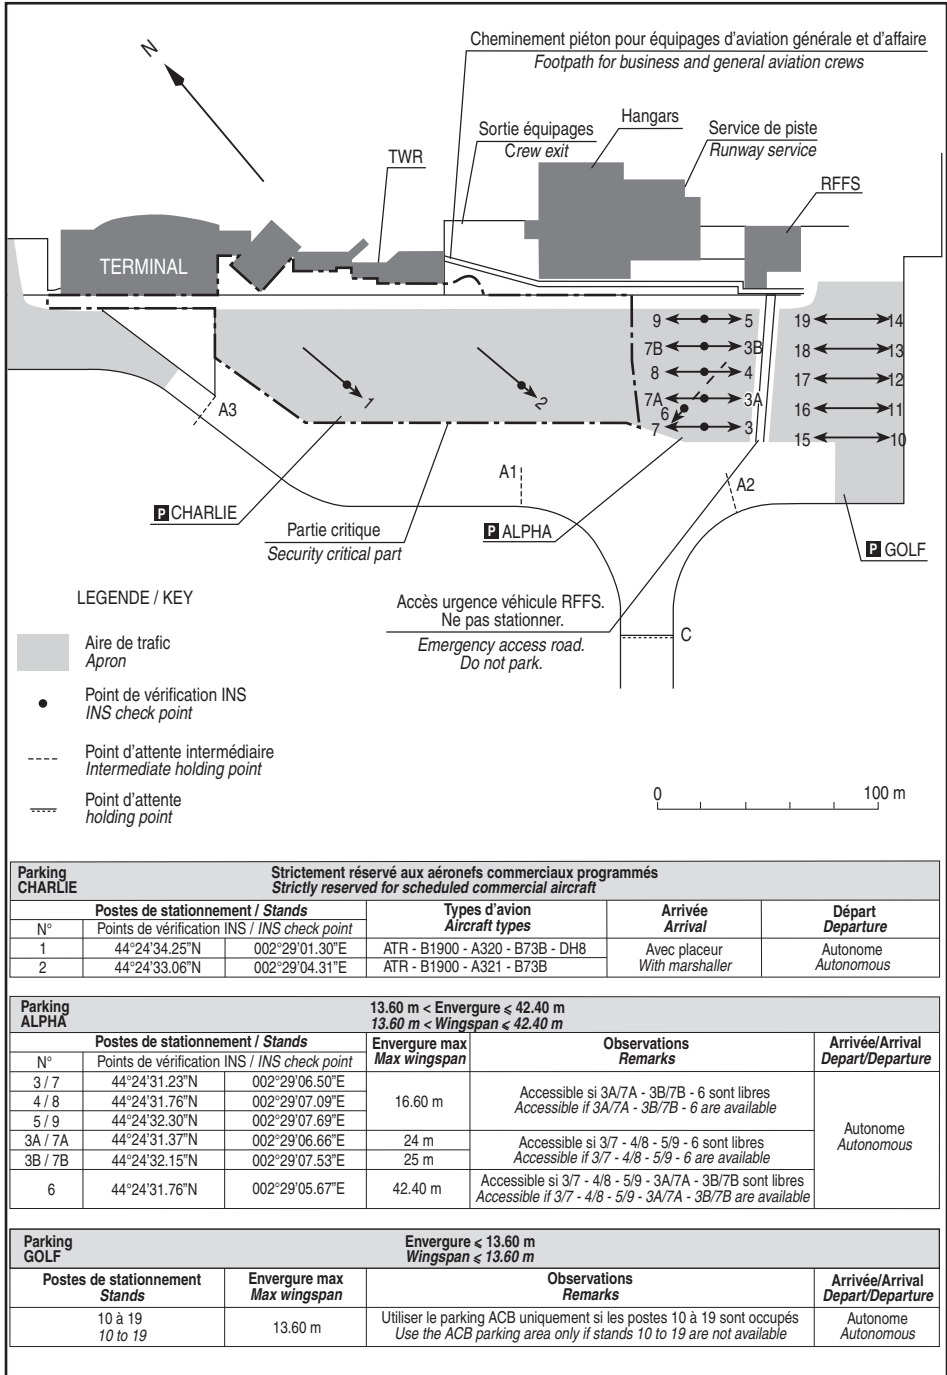 N
Cheminement piéton pour équipages d'aviation générale et d'affaire
Footpath for business and general aviation crews
Hangars
Sortie équipages
Crew exit
Service de piste
Runway service
TWR
RFFS
TERMINAL
9 5
19 14
7B 3B
18 13
8 4
17 12
7A 3A
6
16 11
7 3
15 10
1
2
A3
A1
A2
P CHARLIE
Partie critique
Security critical part
P ALPHA
P GOLF
LEGENDE / KEY
Aire de trafic
Apron
Point de vérification INS
INS check point
Point d'attente intermédiaire
Intermediate holding point
Point d'attente
holding point
Accès urgence véhicule RFFS.
Ne pas stationner.
Emergency access road.
Do not park.
C
0 100 m
Parking
CHARLIE
Strictement réservé aux aéronefs commerciaux programmés
Strictly reserved for scheduled commercial aircraft
Postes de stationnement / Stands
Types d'avion
Aircraft types
Arrivée
Arrival
Départ
Departure
N° Points de vérification INS / INS check point
1 44°24'34.25"N 002°29'01.30"E ATR - B1900 - A320 - B73B - DH8
2 44°24'33.06"N 002°29'04.31"E ATR - B1900 - A321 - B73B
Avec placeur
With marshaller
Autonome
Autonomous
Parking
ALPHA
13.60 m < Envergure ⩽ 42.40 m
13.60 m < Wingspan ⩽ 42.40 m
Postes de stationnement / Stands
Envergure max
Max wingspan
Observations
Remarks
Arrivée/Arrival
Depart/Departure
N° Points de vérification INS / INS check point
3 / 7 44°24'31.23"N 002°29'06.50"E
4 / 8 44°24'31.76"N 002°29'07.09"E
5 / 9 44°24'32.30"N 002°29'07.69"E
16.60 m
Accessible si 3A/7A - 3B/7B - 6 sont libres
Accessible if 3A/7A - 3B/7B - 6 are available
3A / 7A 44°24'31.37"N 002°29'06.66"E 24 m
3B / 7B 44°24'32.15"N 002°29'07.53"E 25 m
Accessible si 3/7 - 4/8 - 5/9 - 6 sont libres
Accessible if 3/7 - 4/8 - 5/9 - 6 are available
6 44°24'31.76"N 002°29'05.67"E 42.40 m
Accessible si 3/7 - 4/8 - 5/9 - 3A/7A - 3B/7B sont libres
Accessible if 3/7 - 4/8 - 5/9 - 3A/7A - 3B/7B are available
Autonome
Autonomous
Parking
GOLF
Envergure ⩽ 13.60 m
Wingspan ⩽ 13.60 m
Postes de stationnement
Stands
Envergure max
Max wingspan
Observations
Remarks
Arrivée/Arrival
Depart/Departure
10 à 19
10 to 19
13.60 m
Utiliser le parking ACB uniquement si les postes 10 à 19 sont occupés
Use the ACB parking area only if stands 10 to 19 are not available
Autonome
Autonomous